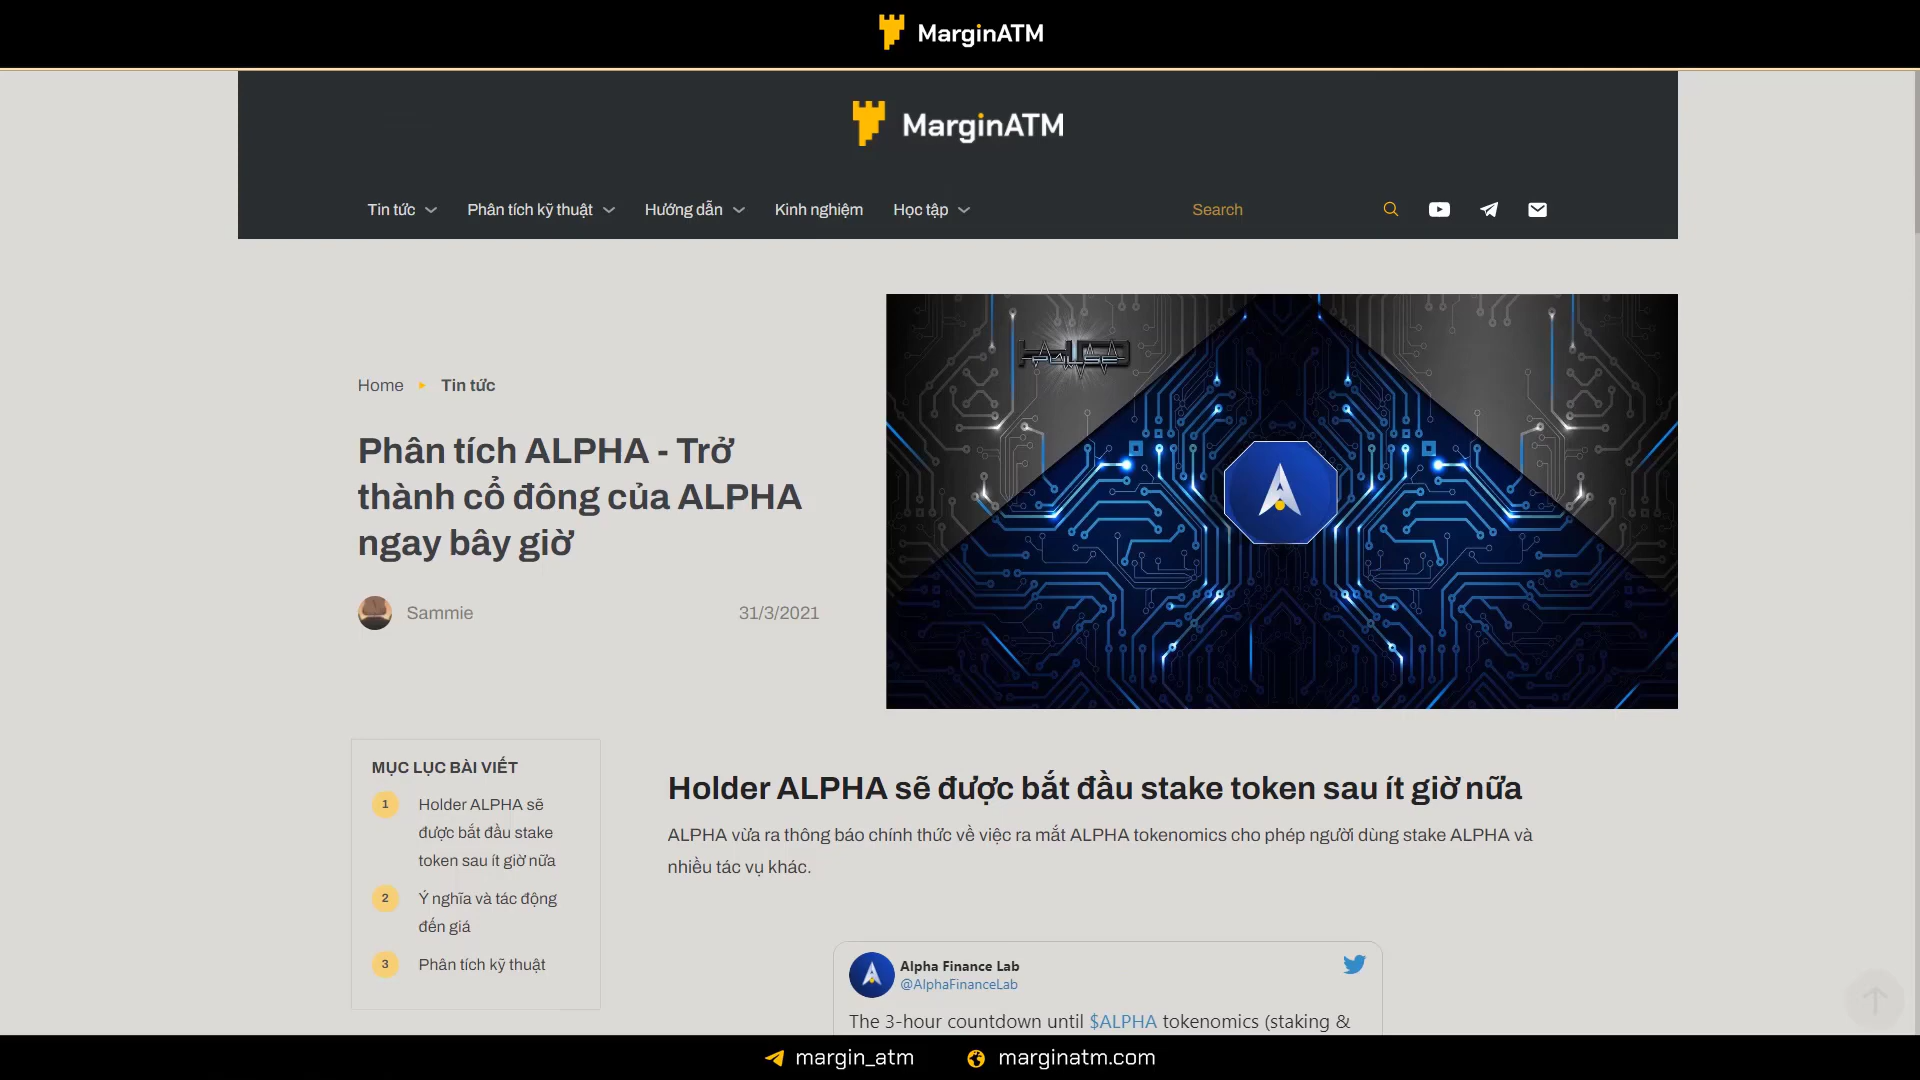 MarginATM
MarginATM
Tin tức
Phân tích kỹ thuật
Hướng dẫn
Kinh nghiệm
Học tập
Search
Home
Tin tức
Phân tích ALPHA - Trở
thành cổ đông của ALPHA
ngay bây giờ
Sammie
31/3/2021
PULSE
MỤC LỤC BÀI VIẾT
1
Holder ALPHA sẽ
được bắt đầu stake
token sau ít giờ nữa
2
Ý nghĩa và tác động
đến giá
3
Phân tích kỹ thuật
Holder ALPHA sẽ được bắt đầu stake token sau ít giờ nữa
ALPHA vừa ra thông báo chính thức về việc ra mắt ALPHA tokenomics cho phép người dùng stake ALPHA và
nhiều tác vụ khác.
Alpha Finance Lab
@AlphaFinanceLab
The 3-hour countdown until $ALPHA tokenomics (staking &
margin_atm
marginatm.com